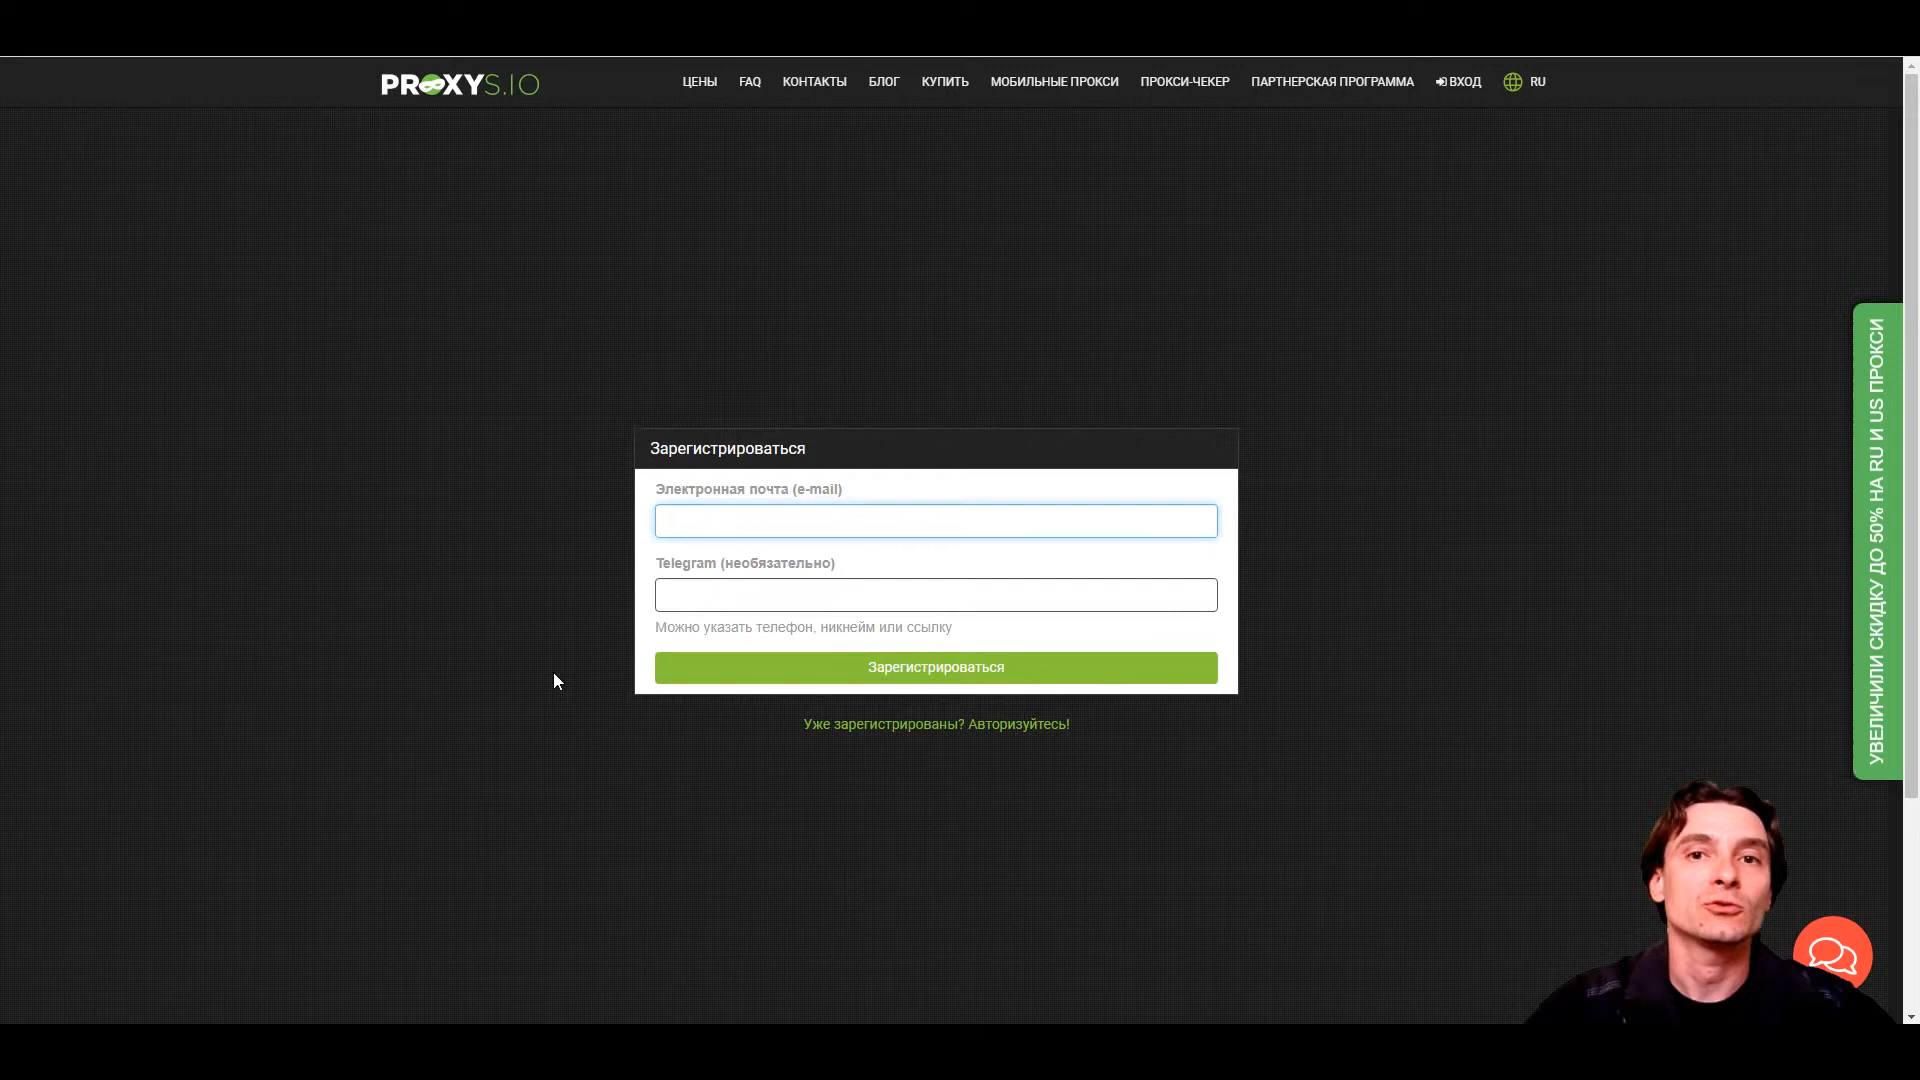 PROXYS.IO
ЦЕНЫ FAQ КОНТАКТЫ БЛОГ КУПИТЬ МОБИЛЬНЫЕ ПРОКСИ ПРОКСИ-ЧЕКЕР ПАРТНЕРСКАЯ ПРОГРАММА ВХОД RU
Зарегистрироваться
Электронная почта (e-mail)
Telegram (необязательно)
Можно указать телефон, никнейм или ссылку
Зарегистрироваться
Уже зарегистрированы? Авторизуйтесь!
УВЕЛИЧИЛИ СКИДКУ ДО 50% НА RU И US ПРОКСИ